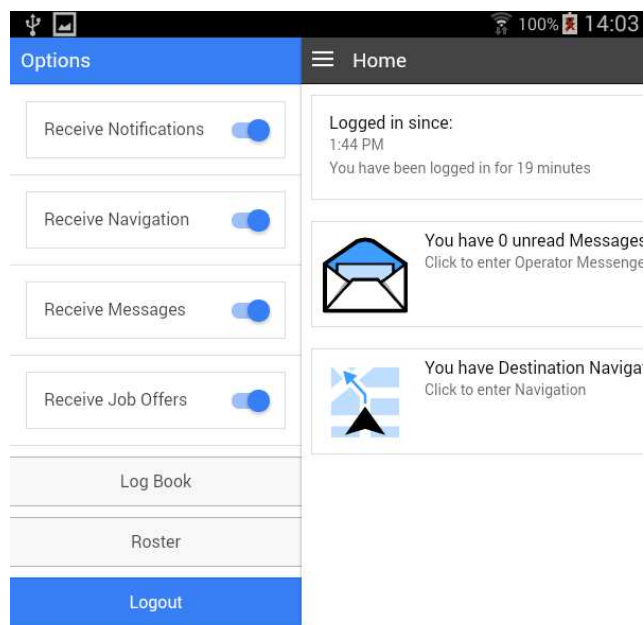 100% 14:03
Options
Receive Notifications
Receive Navigation
Receive Messages
Receive Job Offers
Log Book
Roster
Logout
Home
Logged in since:
1:44 PM
You have been logged in for 19 minutes
You have 0 unread Messages
Click to enter Operator Messenge
You have Destination Naviga
Click to enter Navigation